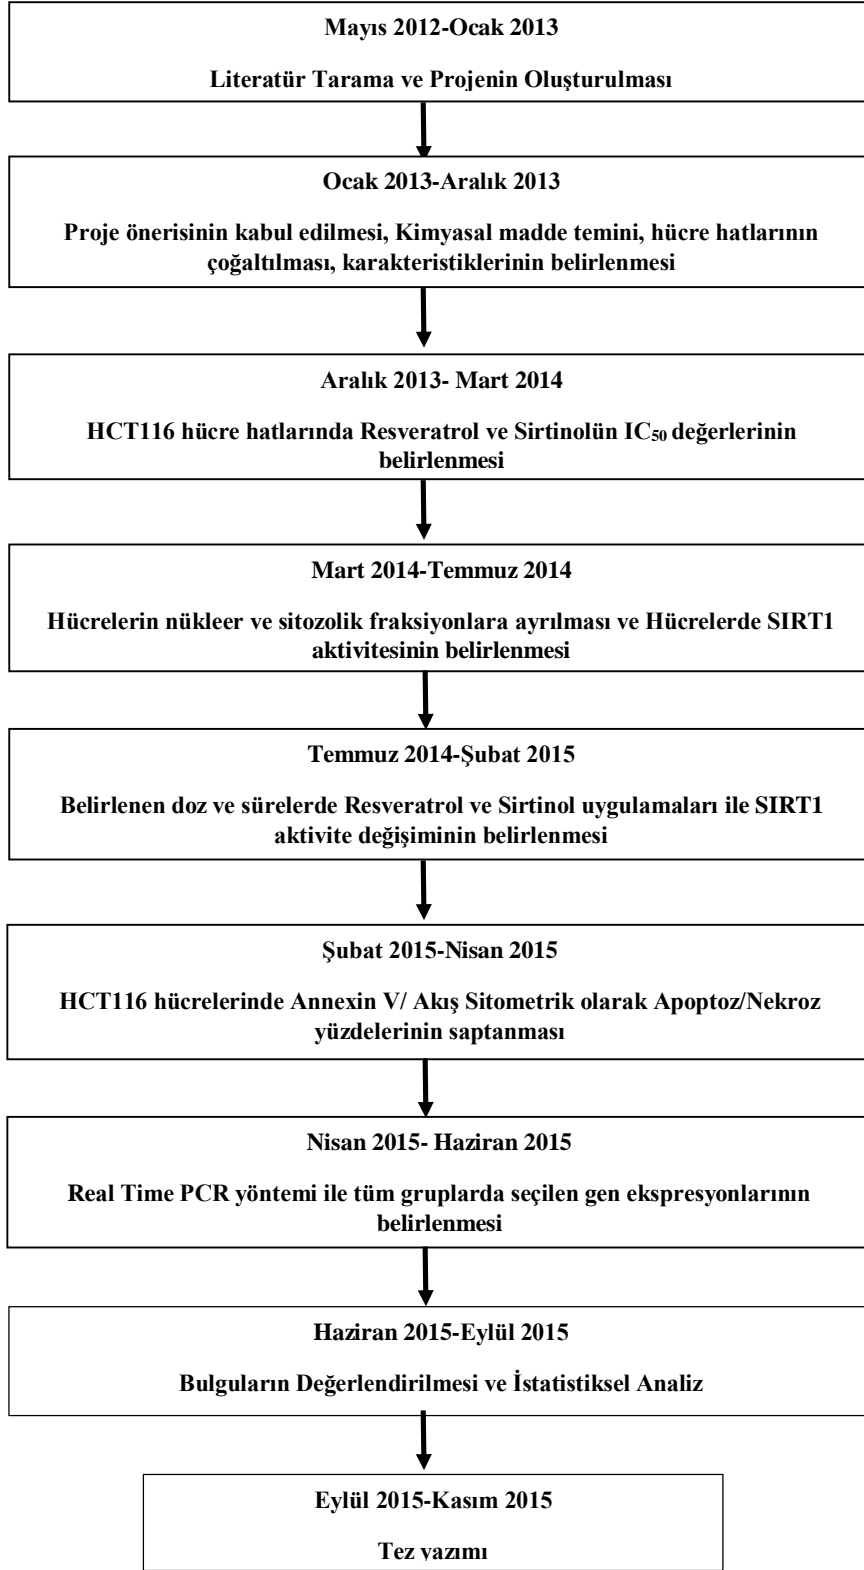 Mayıs 2012-Ocak 2013
Literatür Tarama ve Projenin Oluşturulması
Ocak 2013-Aralık 2013
Proje önerisinin kabul edilmesi, Kimyasal madde temini, hücre hatlarının
çoğaltılması, karakteristiklerinin belirlenmesi
Aralık 2013- Mart 2014
HCT116 hücre hatlarında Resveratrol ve Sirtinolün IC₅₀ değerlerinin
belirlenmesi
Mart 2014-Temmuz 2014
Hücrelerin nükleer ve sitozolik fraksiyonlara ayrılması ve Hücrelerde SIRT1
aktivitesinin belirlenmesi
Temmuz 2014-Şubat 2015
Belirlenen doz ve sürelerde Resveratrol ve Sirtinol uygulamaları ile SIRT1
aktivite değişiminin belirlenmesi
Şubat 2015-Nisan 2015
HCT116 hücrelerinde Annexin V/ Akış Sitometrik olarak Apoptoz/Nekroz
yüzdelerinin saptanması
Nisan 2015- Haziran 2015
Real Time PCR yöntemi ile tüm gruplarda seçilen gen ekspresyonlarının
belirlenmesi
Haziran 2015-Eylül 2015
Bulguların Değerlendirilmesi ve İstatistiksel Analiz
Eylül 2015-Kasım 2015
Tez yazımı